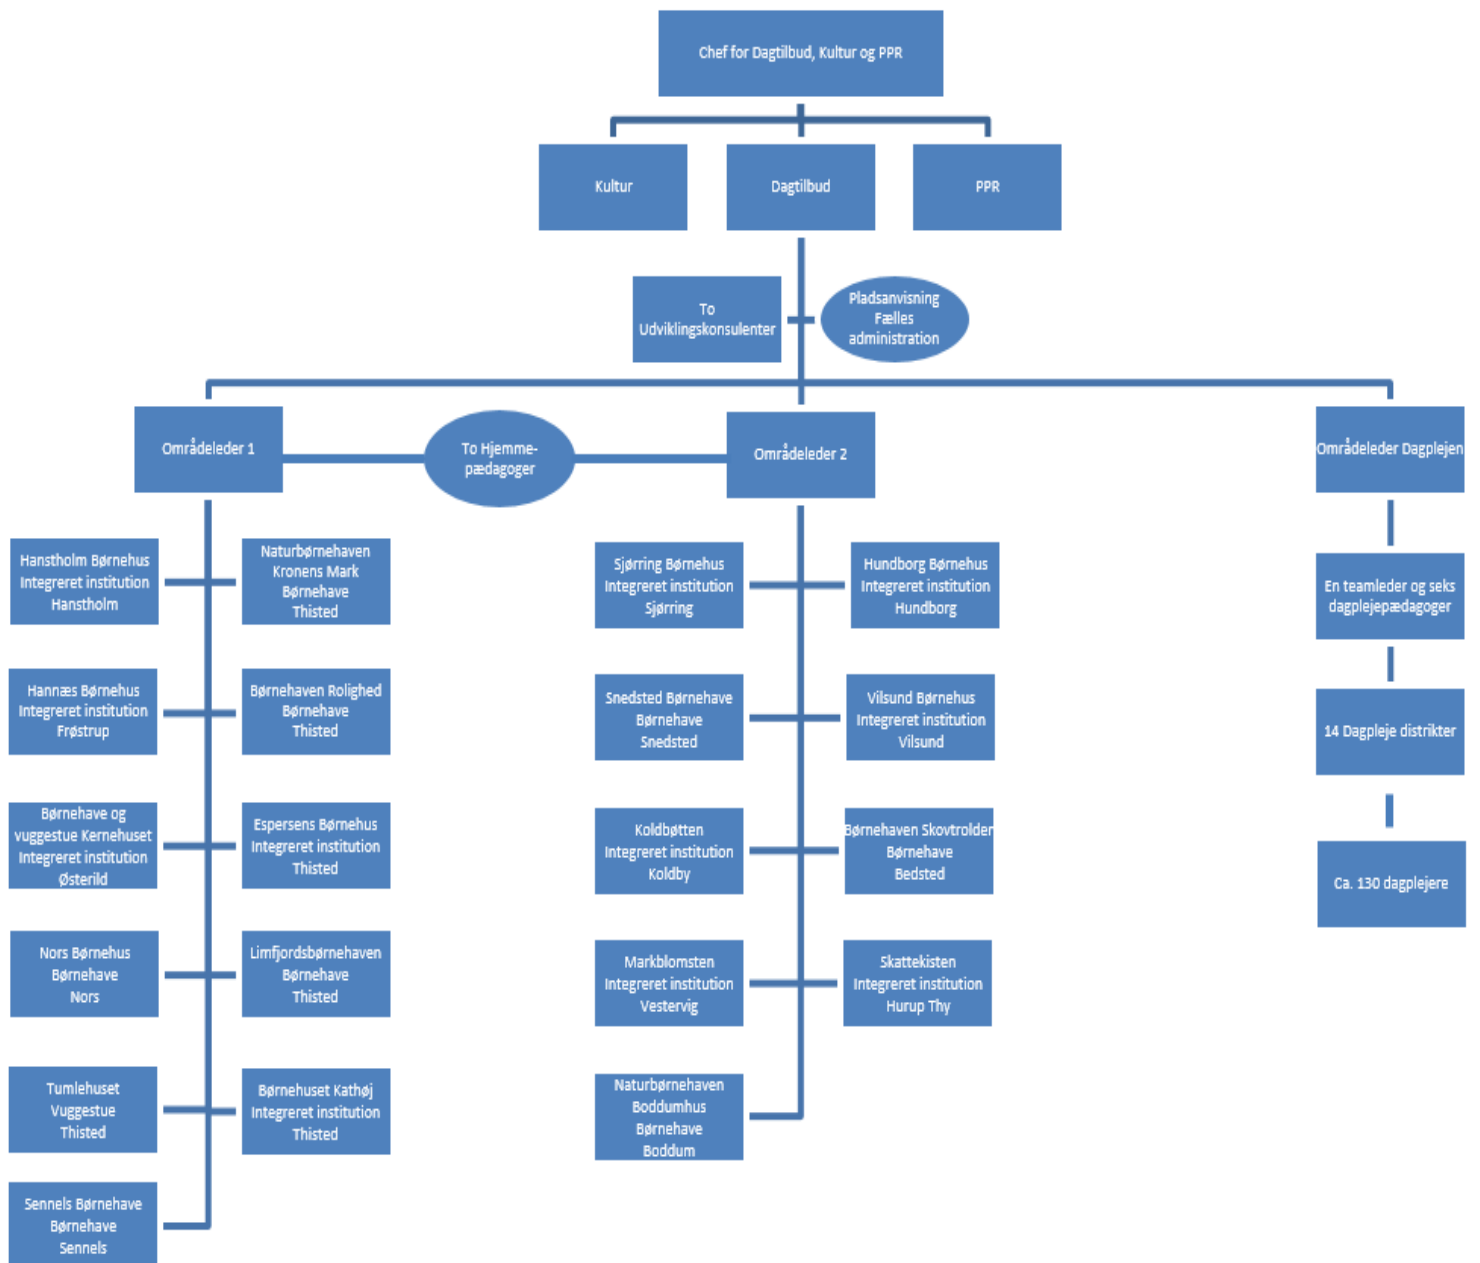 Chef for Dagtilbud, Kultur og PPR
Kultur
Dagtilbud
PPR
To
Udviklingskonsulenter
Pladsanvisning
Fælles
administration
Områdeleder 1
To Hjemme-
pædagoger
Områdeleder 2
Områdeleder Dagplejen
Hanstholm Børnehus
Integreret institution
Hanstholm
Naturbørnehaven
Kronens Mark
Børnehave
Thisted
Sjørring Børnehus
Integreret institution
Sjørring
Hundborg Børnehus
Integreret institution
Hundborg
En teamleder og seks
dagplejepædagoger
Hannæs Børnehus
Integreret institution
Frøstrup
Børnehaven Rolighed
Børnehave
Thisted
Snedsted Børnehave
Børnehave
Snedsted
Vilsund Børnehus
Integreret institution
Vilsund
14 Dagpleje distrikter
Børnehave og
vuggestue Kernehuset
Integreret institution
Østerild
Espersens Børnehus
Integreret institution
Thisted
Koldbøtten
Integreret institution
Koldby
Børnehaven Skovtrolden
Børnehave
Bedsted
Ca. 130 dagplejere
Nors Børnehus
Børnehave
Nors
Limfjordsbørnehaven
Børnehave
Thisted
Markblomsten
Integreret institution
Vestervig
Skattekisten
Integreret institution
Hurup Thy
Tumlehuset
Vuggestue
Thisted
Børnehuset Kathøj
Integreret institution
Thisted
Naturbørnehaven
Boddumhus
Børnehave
Boddum
Sennels Børnehave
Børnehave
Sennels